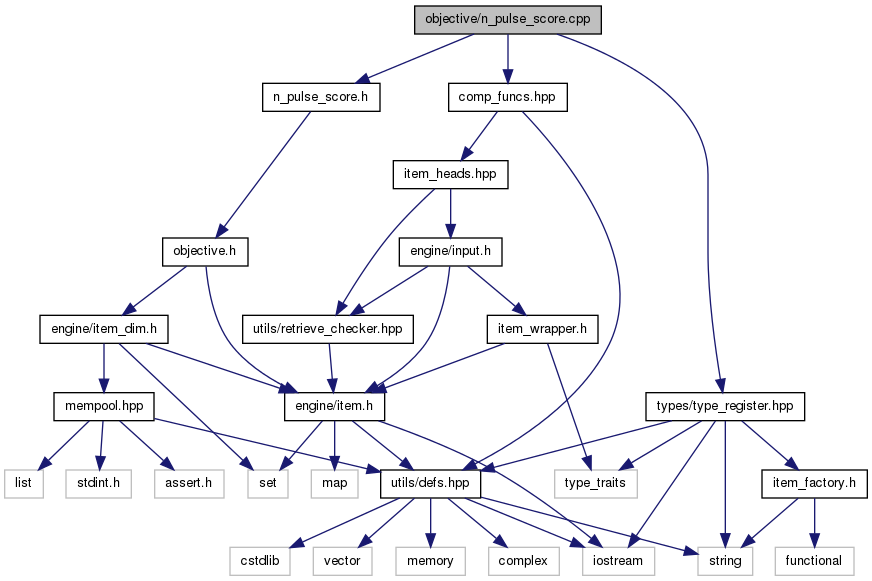 objective/n_pulse_score.cpp
n_pulse_score.h
comp_funcs.hpp
item_heads.hpp
objective.h
engine/input.h
engine/item_dim.h
utils/retrieve_checker.hpp
item_wrapper.h
mempool.hpp
engine/item.h
types/type_register.hpp
list
stdint.h
assert.h
set
map
utils/defs.hpp
type_traits
item_factory.h
cstdlib
vector
memory
complex
iostream
string
functional